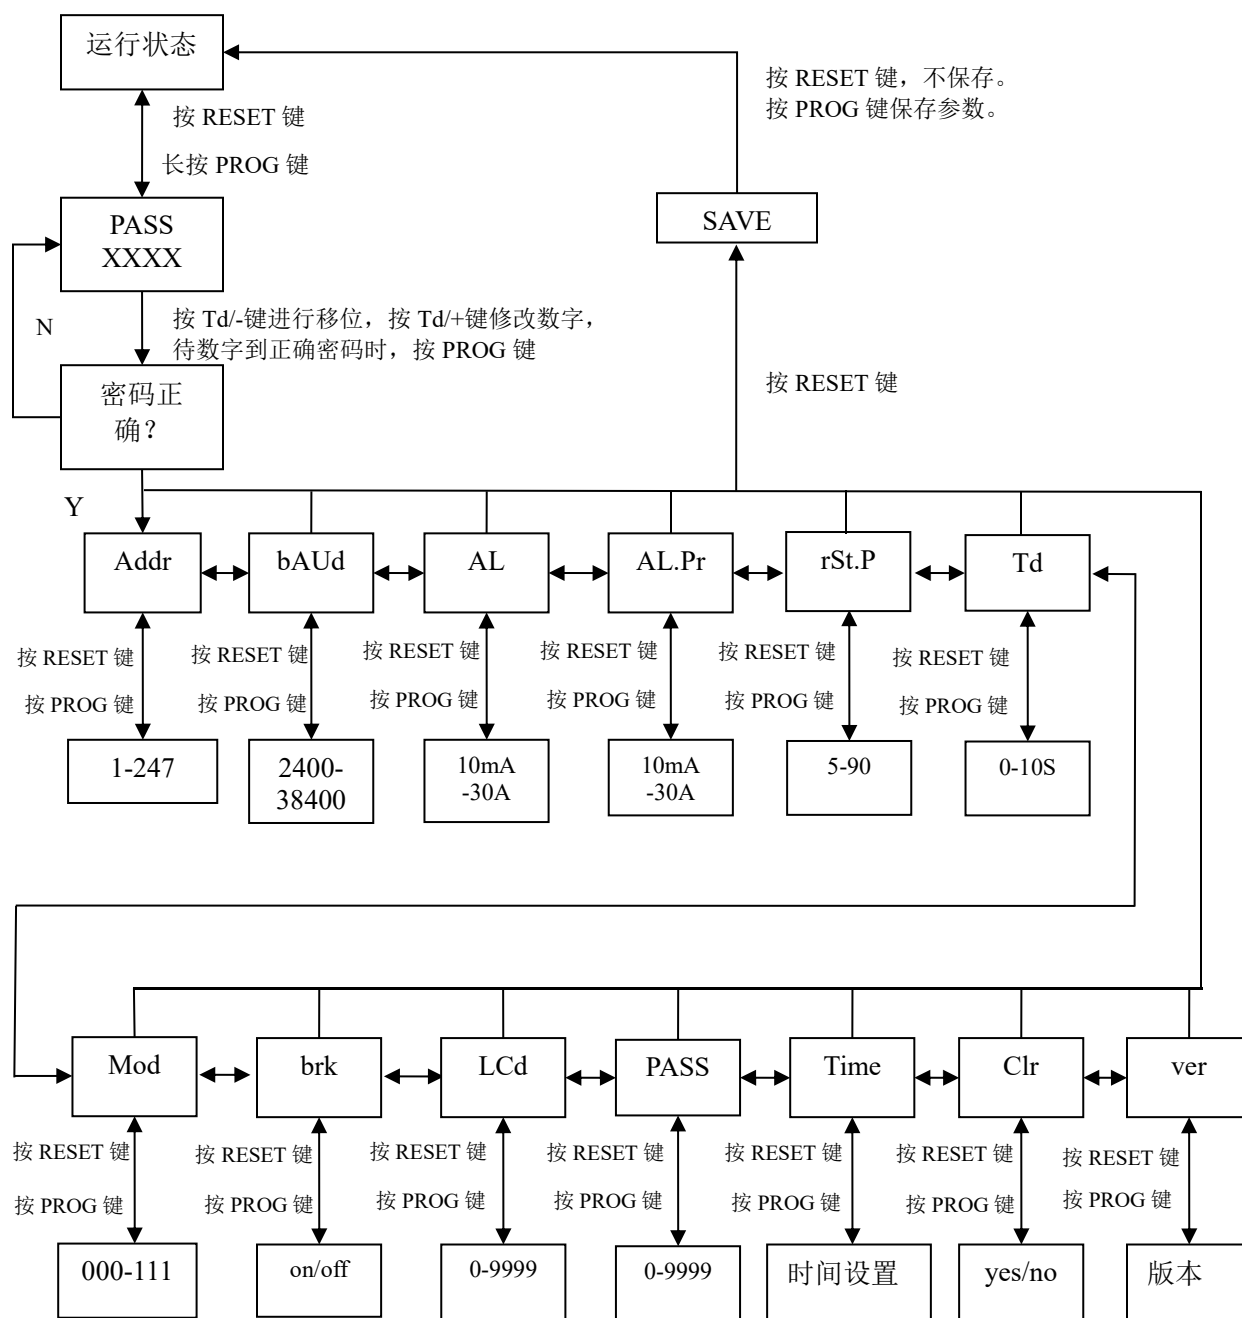 运行状态
按 RESET 键，不保存。
按 PROG 键保存参数。
按 RESET 键
长按 PROG 键
PASS
XXXX
SAVE
N
按 Td/-键进行移位，按 Td/+键修改数字，
待数字到正确密码时，按 PROG 键
按 RESET 键
密码正
确？
Y
Addr
bAUd
AL
AL.Pr
rSt.P
Td
按 RESET 键
按 RESET 键
按 RESET 键
按 RESET 键
按 RESET 键
按 RESET 键
按 PROG 键
按 PROG 键
按 PROG 键
按 PROG 键
按 PROG 键
按 PROG 键
1-247
2400-
38400
10mA
-30A
10mA
-30A
5-90
0-10S
Mod
brk
LCd
PASS
Time
Clr
ver
按 RESET 键
按 RESET 键
按 RESET 键
按 RESET 键
按 RESET 键
按 RESET 键
按 RESET 键
按 PROG 键
按 PROG 键
按 PROG 键
按 PROG 键
按 PROG 键
按 PROG 键
按 PROG 键
000-111
on/off
0-9999
0-9999
时间设置
yes/no
版本